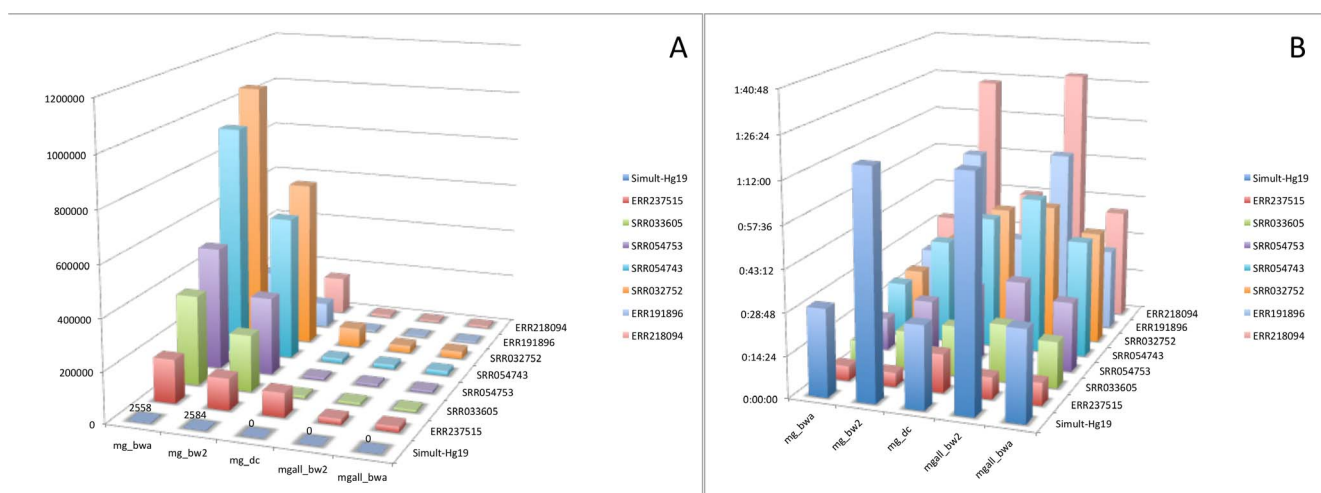 A
1200000
1000000
800000
600000
400000
200000
0
2558
2584
0
0
0
mg_bwa
mg_bw2
mg_dc
mgall_bw2
mgall_bwa
ERR218094
ERR191896
SRR032752
SRR054743
SRR054753
SRR033605
ERR237515
Simult-Hg19
Simult-Hg19
ERR237515
SRR033605
SRR054753
SRR054743
SRR032752
ERR191896
ERR218094
B
1:40:48
1:26:24
1:12:00
0:57:36
0:43:12
0:28:48
0:14:24
0:00:00
mg_bwa
mg_bw2
mg_dc
mgall_bw2
mgall_bwa
ERR218094
ERR191896
SRR032752
SRR054743
SRR054753
SRR033605
ERR237515
Simult-Hg19
Simult-Hg19
ERR237515
SRR033605
SRR054753
SRR054743
SRR032752
ERR191896
ERR218094